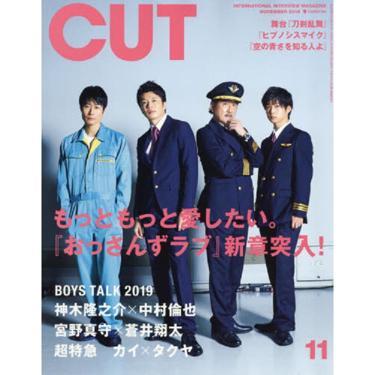 CUT
INTERNATIONAL INTERVIEW MAGAZINE
NOVEMBER 2019
舞台『刀剣乱舞』
『ヒプノシスマイク』
『空の青さを知る人よ』
もっともっと愛したい。
『おっさんずラブ』新章突入！
BOYS TALK 2019
神木隆之介×中村倫也
宮野真守×蒼井翔太
超特急 カイ×タクヤ
11